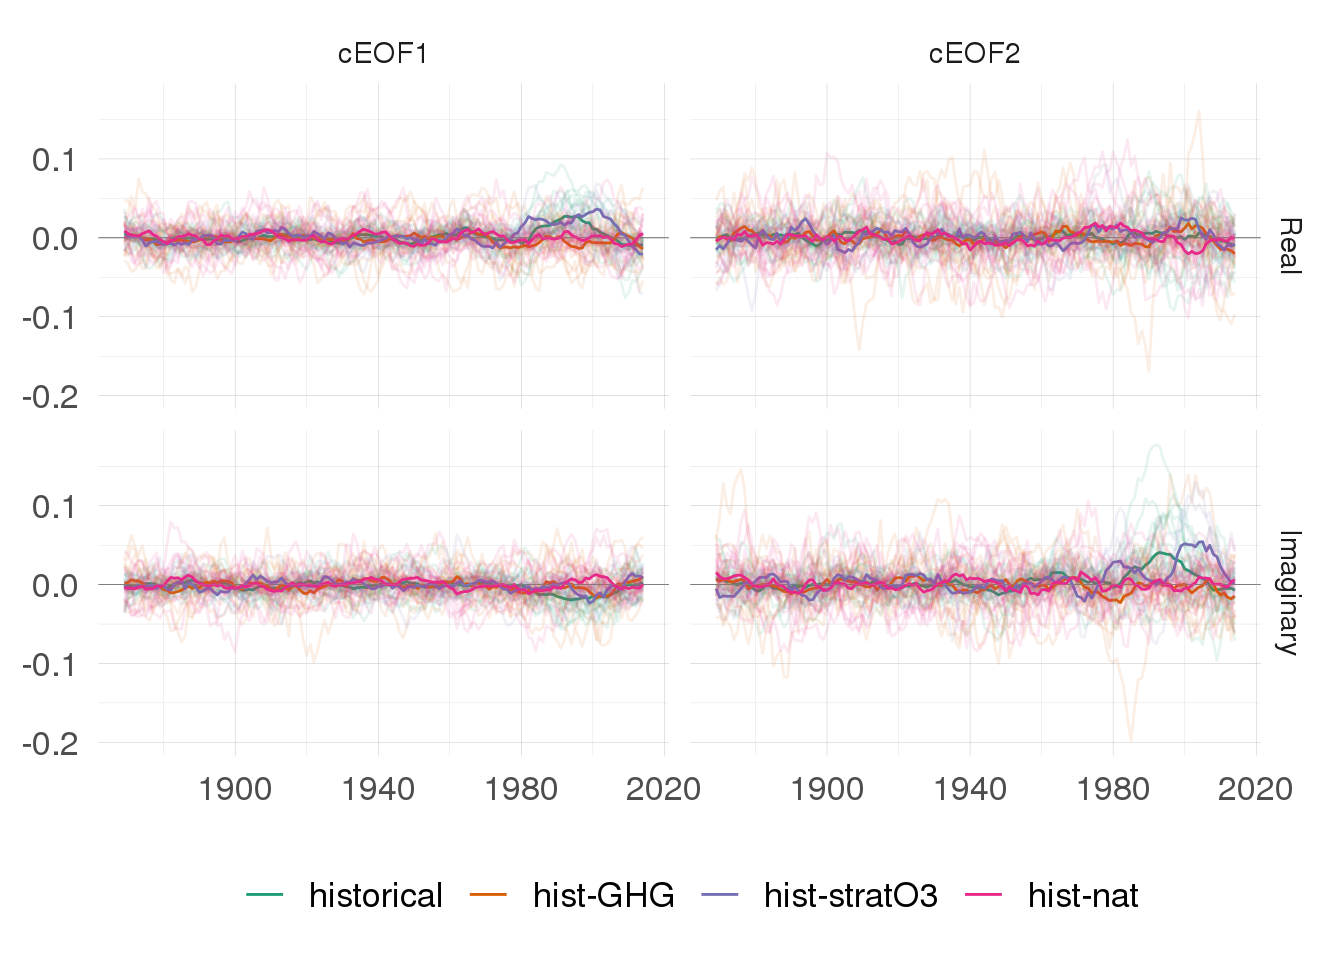 cEOF1 cEOF2
0.1
0.0
-0.1
-0.2
Real
0.1
0.0
-0.1
-0.2
Imaginary
1900 1940 1980 2020 1900 1940 1980 2020
historical hist-GHG hist-stratO3 hist-nat